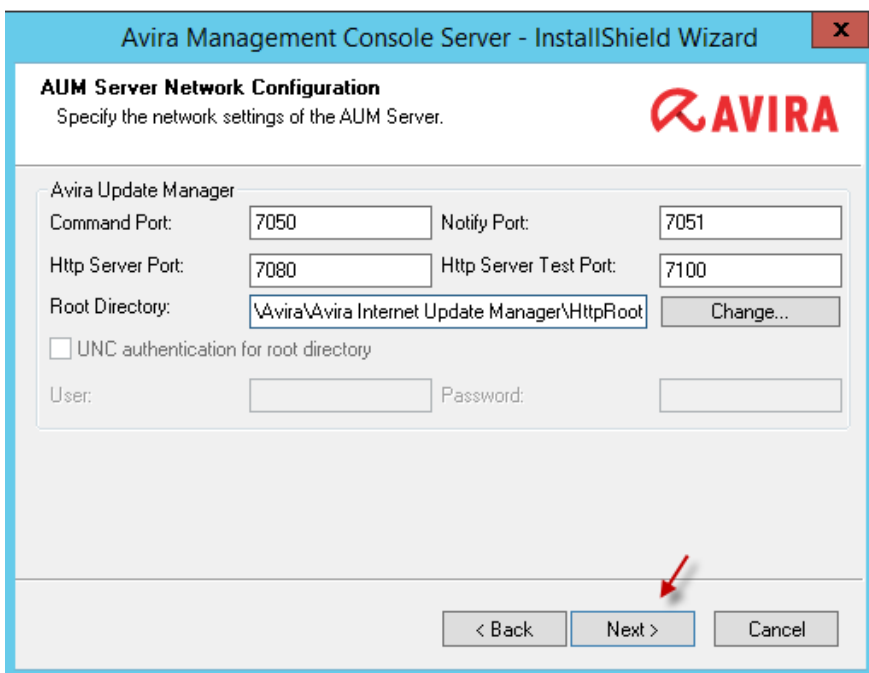 Avira Management Console Server - InstallShield Wizard x
AUM Server Network Configuration
Specify the network settings of the AUM Server.
AVIRA
Avira Update Manager
Command Port: 7050 Notify Port: 7051
Http Server Port: 7080 Http Server Test Port: 7100
Root Directory: \Avira\Avira Internet Update Manager\HttpRoot Change...
UNC authentication for root directory
User: Password:
< Back Next > Cancel